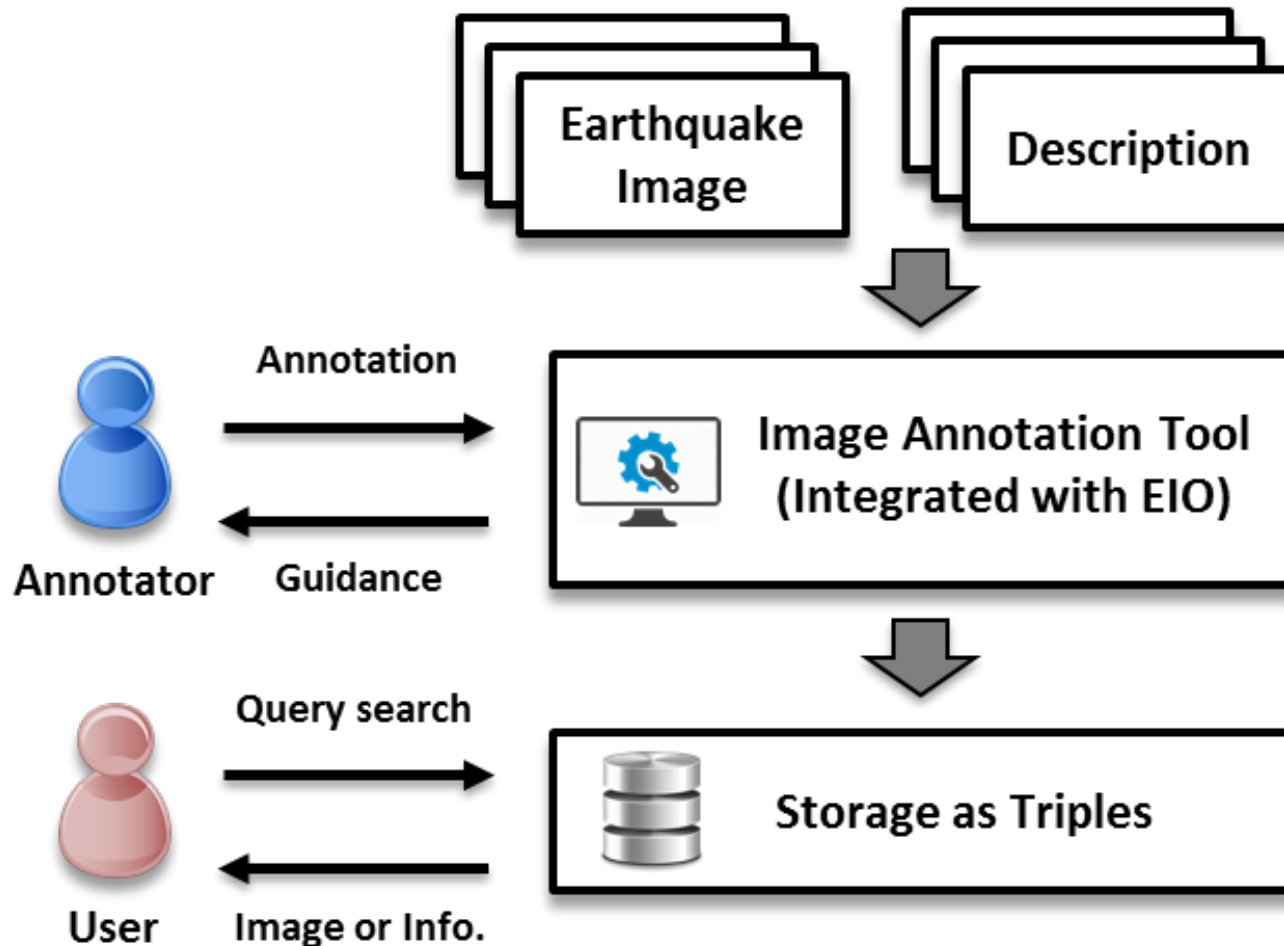 Earthquake
Image
Description
Annotation
Image Annotation Tool
(Integrated with EIO)
Guidance
Annotator
Query search
Storage as Triples
Image or Info.
User